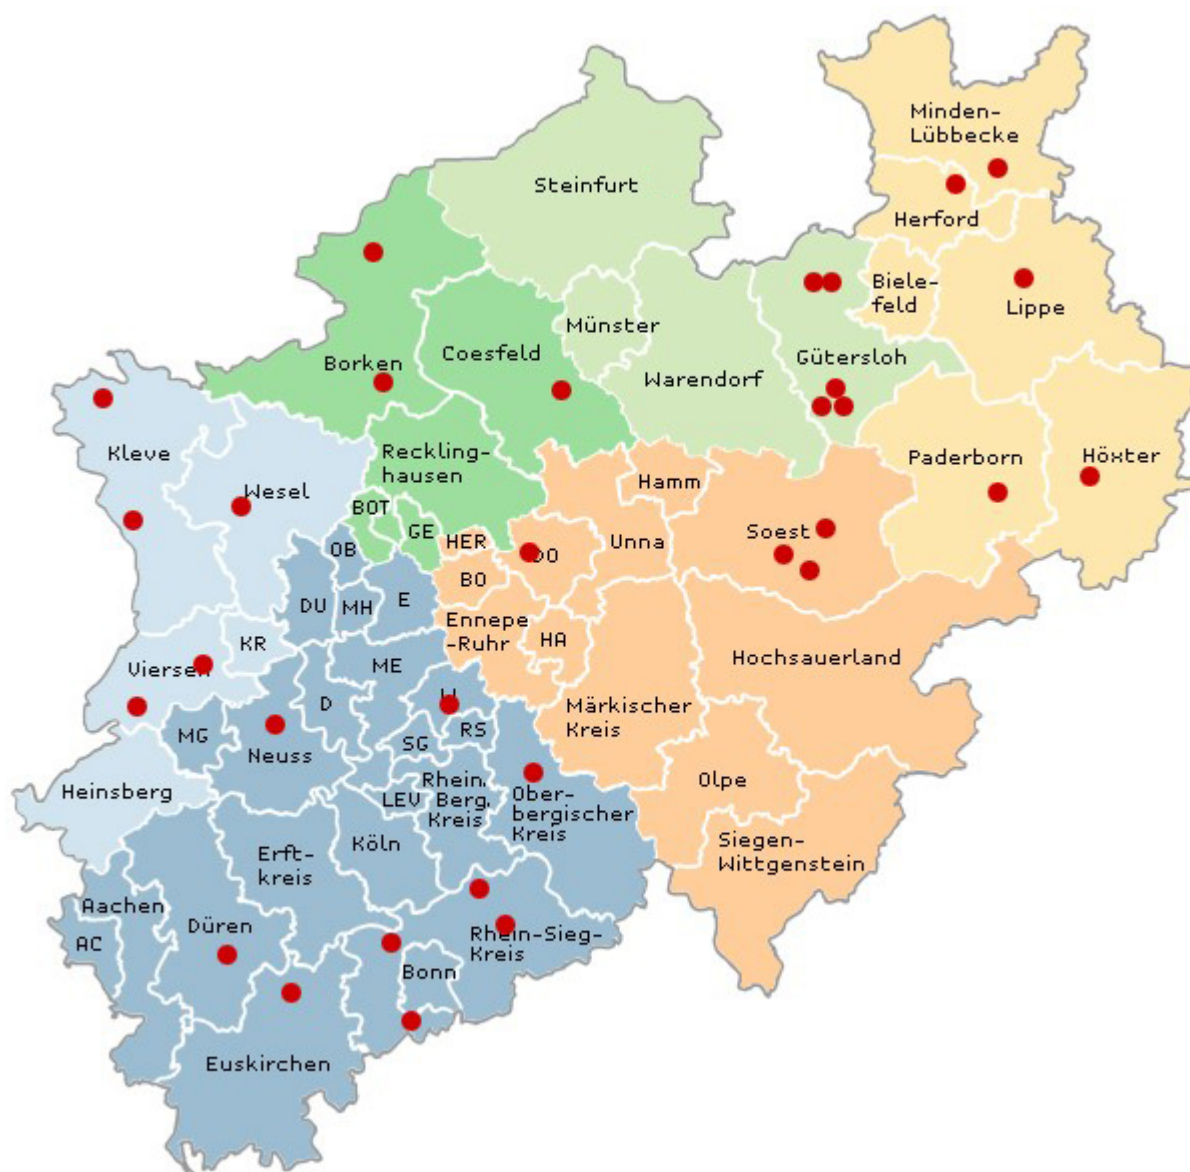 Minden-
Lübbecke
Steinfurt
Herford
Biele-
feld
Lippe
Münster
Coesfeld
Gütersloh
Borken
Warendorf
Kleve
Reckling-
hausen
Paderborn
Höxter
Wesel
Hamm
BOT
GE
Soest
OB
HER
DO
Unna
BO
DU
MH
E
Ennepe
-Ruhr
HA
KR
Viersen
ME
Hochsauerland
D
Märkischer
Kreis
MG
Neuss
SG
RS
Heinsberg
LEV
Rhein.
Berg.
Kreis
Ober-
bergischer
Kreis
Olpe
Köln
Siegen-
Wittgenstein
Erft-
kreis
Aachen
Düren
AC
Rhein-Sieg-
Kreis
Bonn
Euskirchen